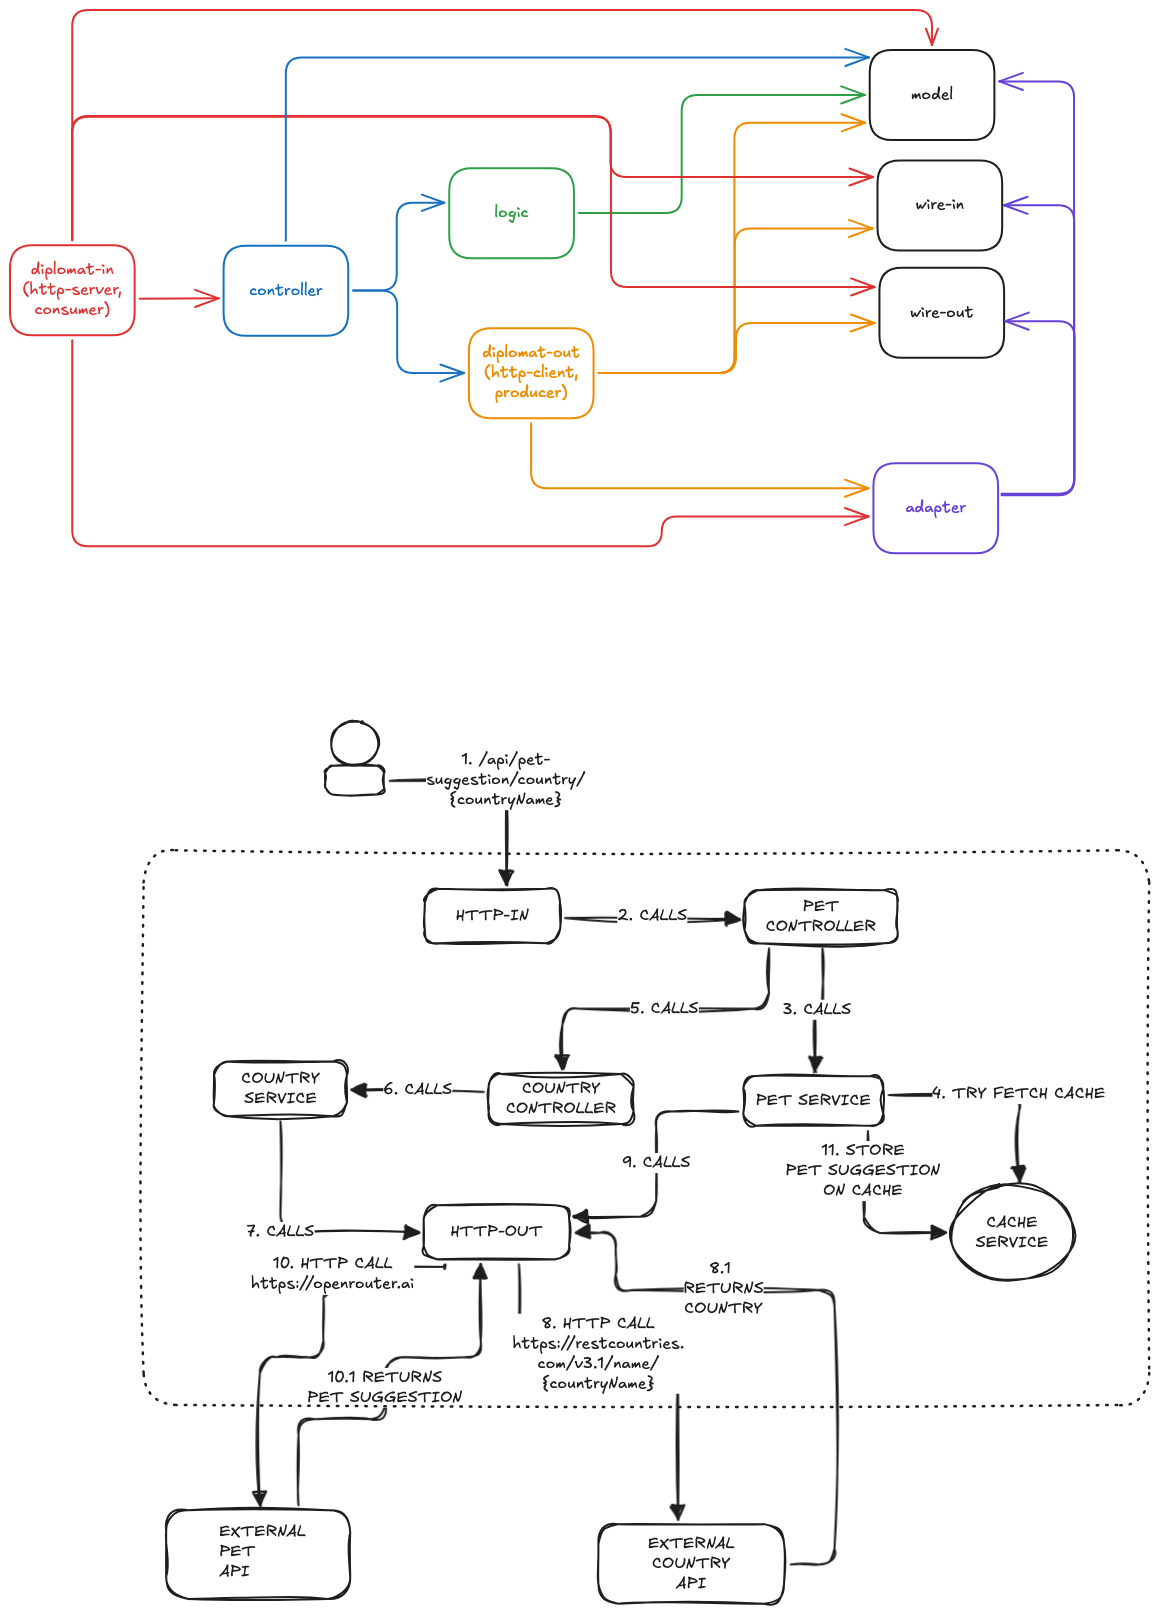 model
wire-in
logic
diplomat-in
(http-server,
consumer)
controller
wire-out
diplomat-out
(http-client,
producer)
adapter
1. /api/pet-
suggestion/country/
{countryName}
HTTP-IN
2. CALLS
PET
CONTROLLER
5. CALLS
3. CALLS
COUNTRY
SERVICE
6. CALLS
COUNTRY
CONTROLLER
PET SERVICE
4. TRY FETCH CACHE
9. CALLS
11. STORE
PET SUGGESTION
ON CACHE
7. CALLS
HTTP-OUT
CACHE
SERVICE
10. HTTP CALL
https://openrouter.ai
8.1
RETURNS
COUNTRY
8. HTTP CALL
https://restcountries.
com/v3.1/name/
{countryName}
10.1 RETURNS
PET SUGGESTION
EXTERNAL
PET
API
EXTERNAL
COUNTRY
API